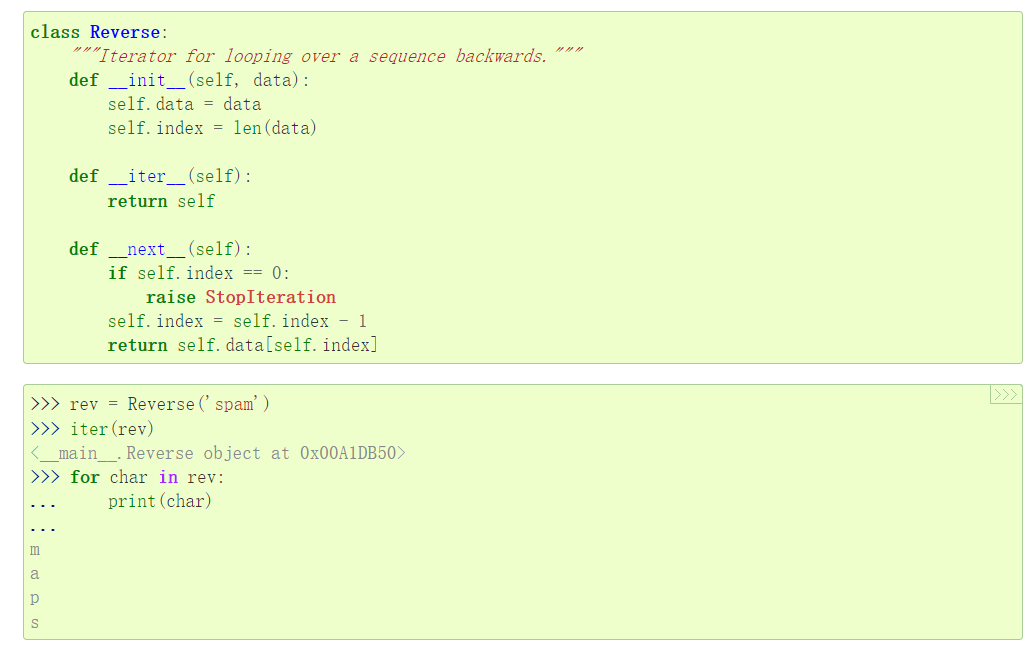 class Reverse:
    """Iterator for looping over a sequence backwards."""
    def __init__(self, data):
        self.data = data
        self.index = len(data)

    def __iter__(self):
        return self

    def __next__(self):
        if self.index == 0:
            raise StopIteration
        self.index = self.index - 1
        return self.data[self.index]
>>>
>>> rev = Reverse('spam')
>>> iter(rev)
<__main__.Reverse object at 0x00A1DB50>
>>> for char in rev:
...     print(char)
...
m
a
p
s